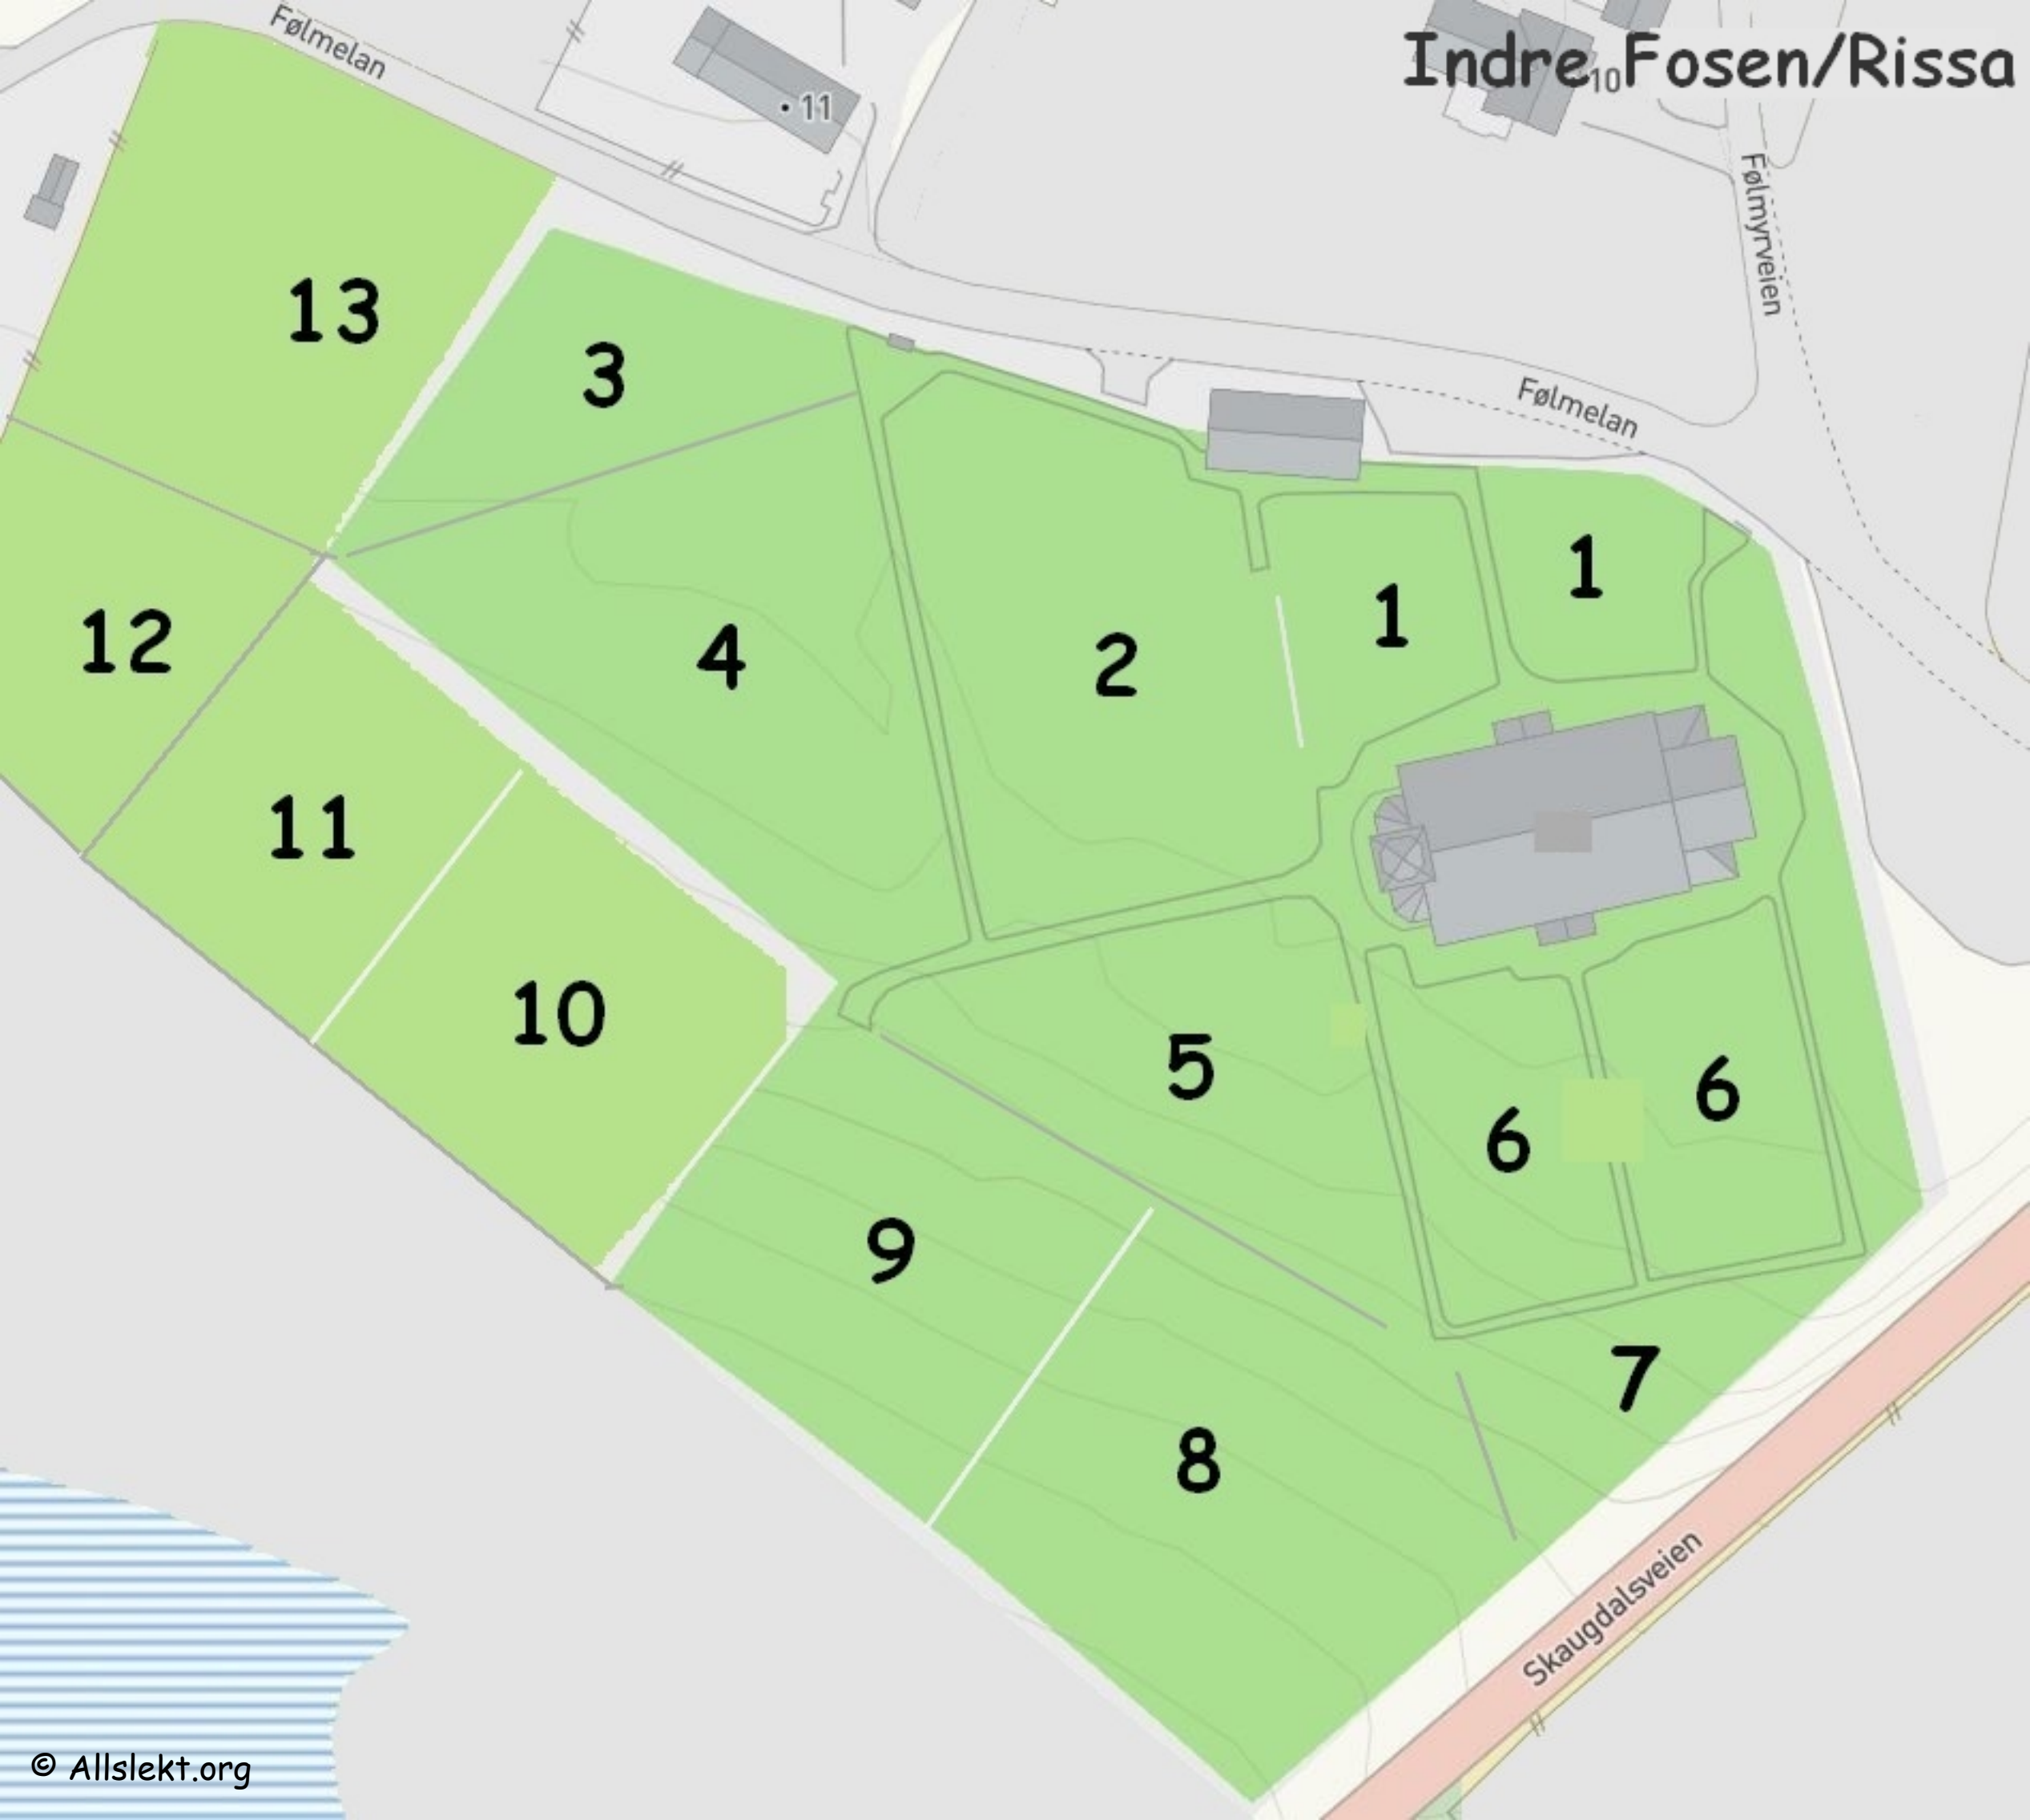 Følmelan
Indre Fosen/Rissa
10
11
Følmyrveien
13
3
Følmelan
1
1
12
4
2
11
10
5
6
6
9
7
8
Skaugdalsveien
© Allslekt.org